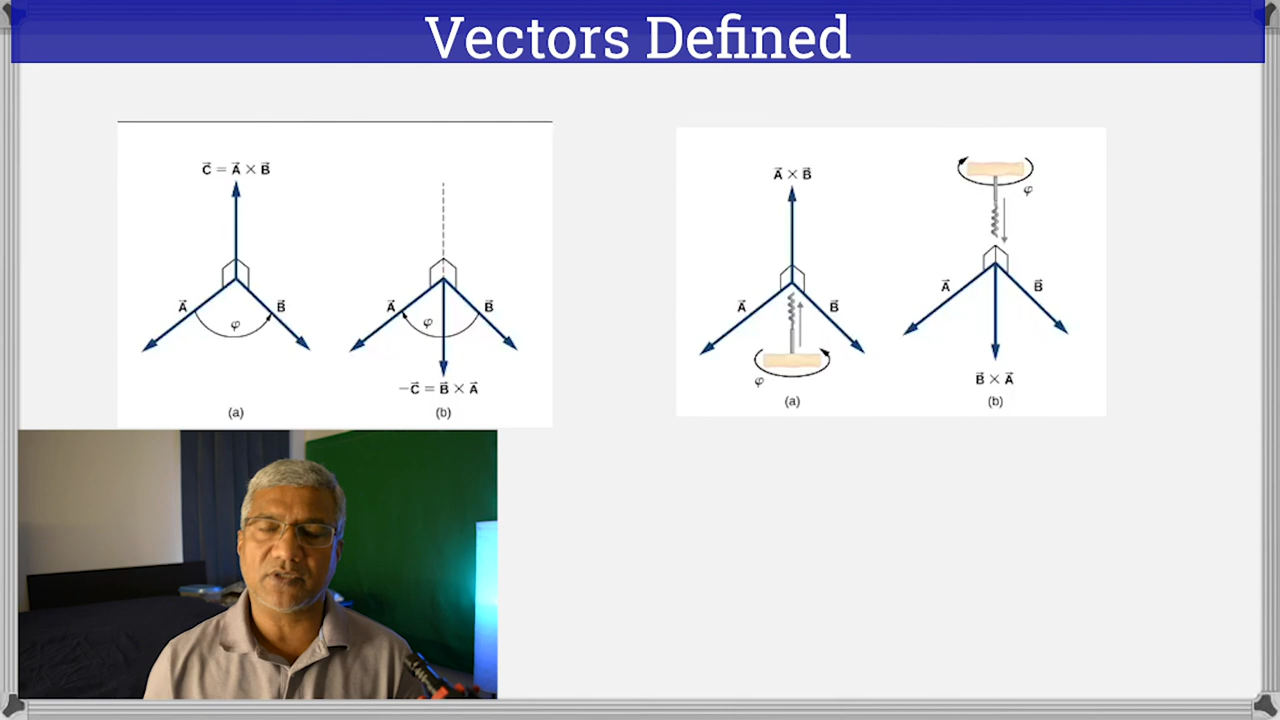 Vectors Defined
C⃗ = A⃗ × B⃗
A⃗
B⃗
φ
(a)
A⃗
B⃗
φ
−C⃗ = B⃗ × A⃗
(b)
A⃗ × B⃗
A⃗
B⃗
φ
(a)
φ
A⃗
B⃗
B⃗ × A⃗
(b)